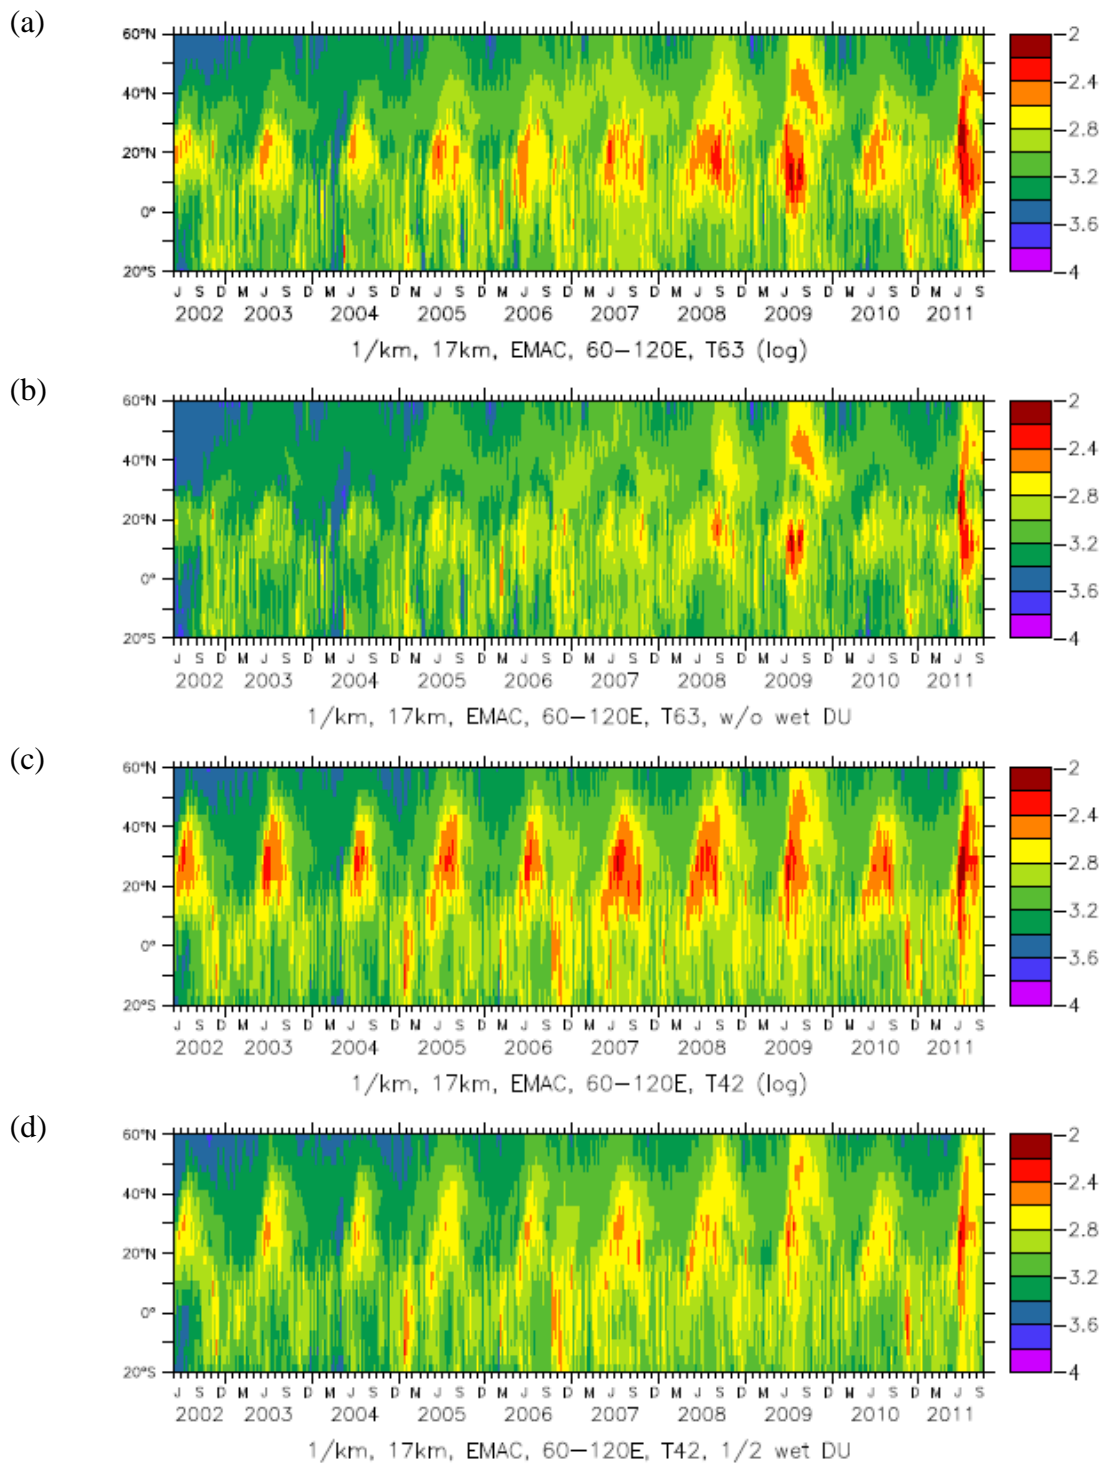 (a)
60°N
40°N
20°N
0°
20°S
J S D M J S D M J S D M J S D M J S D M J S D M J S D M J S D M J S D M J S
2002 2003 2004 2005 2006 2007 2008 2009 2010 2011
1/km, 17km, EMAC, 60–120E, T63 (log)
−2
−2.4
−2.8
−3.2
−3.6
−4
(b)
60°N
40°N
20°N
0°
20°S
J S D M J S D M J S D M J S D M J S D M J S D M J S D M J S D M J S D M J S
2002 2003 2004 2005 2006 2007 2008 2009 2010 2011
1/km, 17km, EMAC, 60–120E, T63, w/o wet DU
−2
−2.4
−2.8
−3.2
−3.6
−4
(c)
60°N
40°N
20°N
0°
20°S
J S D M J S D M J S D M J S D M J S D M J S D M J S D M J S D M J S D M J S
2002 2003 2004 2005 2006 2007 2008 2009 2010 2011
1/km, 17km, EMAC, 60–120E, T42 (log)
−2
−2.4
−2.8
−3.2
−3.6
−4
(d)
60°N
40°N
20°N
0°
20°S
J S D M J S D M J S D M J S D M J S D M J S D M J S D M J S D M J S D M J S
2002 2003 2004 2005 2006 2007 2008 2009 2010 2011
1/km, 17km, EMAC, 60–120E, T42, 1/2 wet DU
−2
−2.4
−2.8
−3.2
−3.6
−4